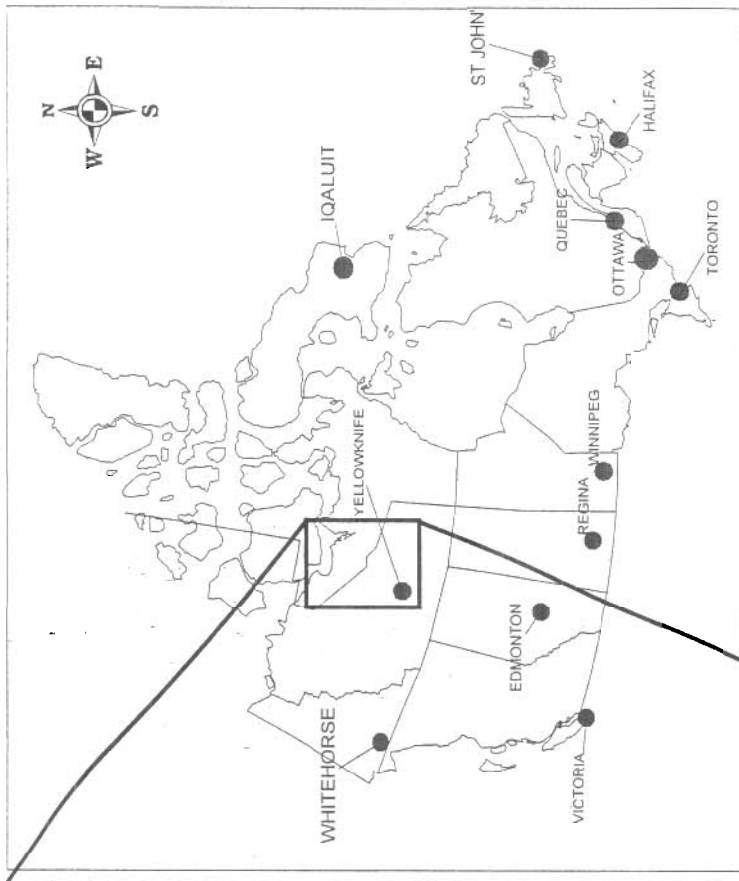 N
W
E
S
IQALUIT
ST JOHN'
WHITEHORSE
YELLOWKNIFE
QUEBEC
HALIFAX
OTTAWA
TORONTO
EDMONTON
REGINA
WINNIPEG
VICTORIA